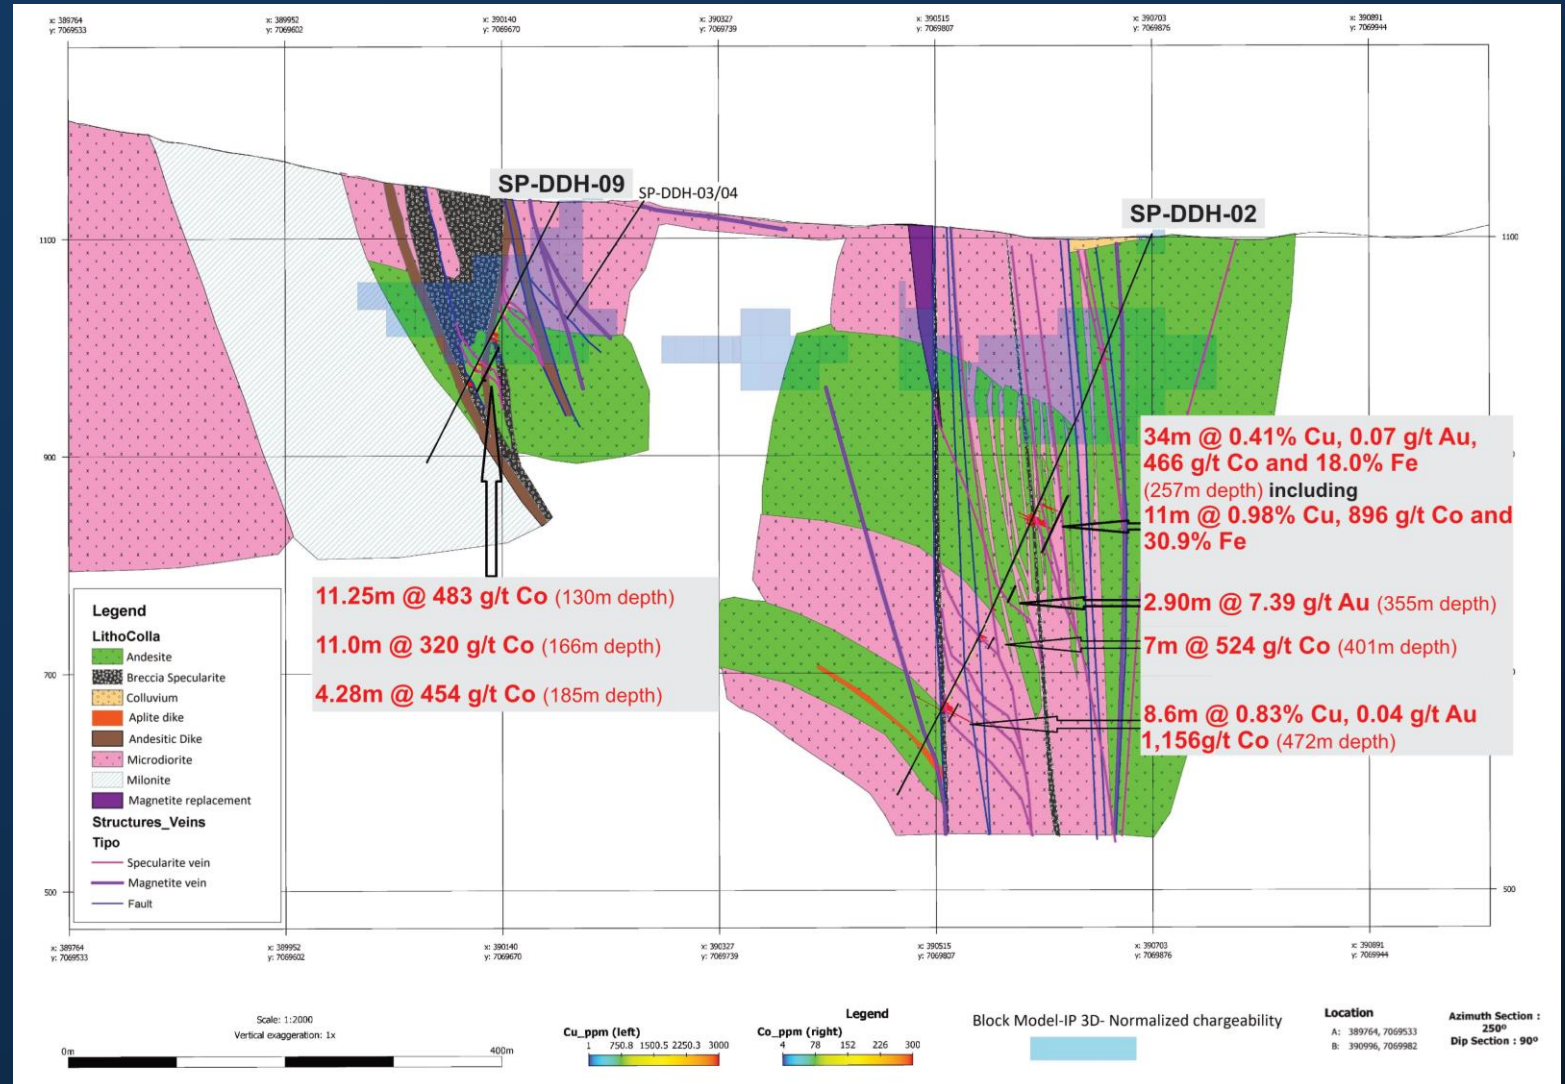 x: 389764
y: 7069533
x: 389952
y: 7069602
x: 390140
y: 7069670
x: 390327
y: 7069739
x: 390515
y: 7069807
x: 390703
y: 7069876
x: 390891
y: 7069944
SP-DDH-09
SP-DDH-03/04
SP-DDH-02
1100
1100
900
700
500
500
34m @ 0.41% Cu, 0.07 g/t Au,
466 g/t Co and 18.0% Fe
(257m depth) including
11m @ 0.98% Cu, 896 g/t Co and
30.9% Fe
2.90m @ 7.39 g/t Au (355m depth)
7m @ 524 g/t Co (401m depth)
8.6m @ 0.83% Cu, 0.04 g/t Au
1,156g/t Co (472m depth)
11.25m @ 483 g/t Co (130m depth)
11.0m @ 320 g/t Co (166m depth)
4.28m @ 454 g/t Co (185m depth)
Legend
LithoColla
Andesite
Breccia Specularite
Colluvium
Aplite dike
Andesitic Dike
Microdiorite
Milonite
Magnetite replacement
Structures_Veins
Tipo
Specularite vein
Magnetite vein
Fault
x: 389764
y: 7069533
x: 389952
y: 7069602
x: 390140
y: 7069670
x: 390327
y: 7069739
x: 390515
y: 7069807
x: 390703
y: 7069876
x: 390891
y: 7069944
Scale: 1:2000
Vertical exaggeration: 1x
0m 400m
Legend
Cu_ppm (left)
1 750.8 1500.5 2250.3 3000
Co_ppm (right)
4 78 152 226 300
Block Model-IP 3D- Normalized chargeability
Location
A: 389764, 7069533
B: 390996, 7069982
Azimuth Section :
250º
Dip Section : 90º